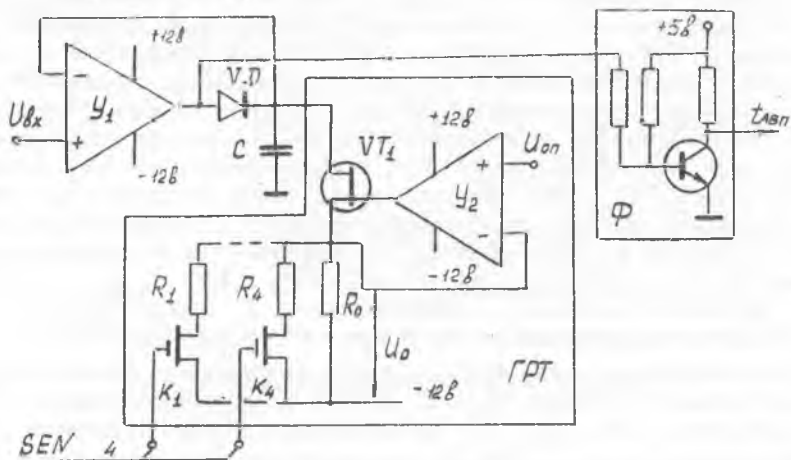 +5в
+12в
V.D
У1
Uвх
-
+
-12в
C
VT1
+12в
Uоп
+
У2
-
-12в
tавп
Ф
R1
R4
R0
U0
ГРТ
-12в
K1
K4
SEN 4